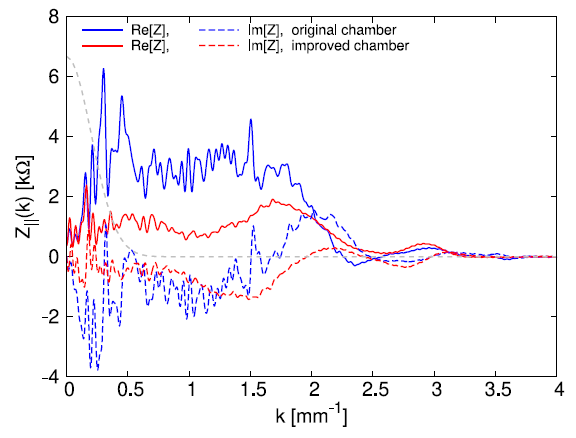 Re[Z], Im[Z], original chamber
Re[Z], Im[Z], improved chamber
8
6
4
2
0
-2
-4
Z||(k) [kΩ]
0 0.5 1 1.5 2 2.5 3 3.5 4
k [mm-1]